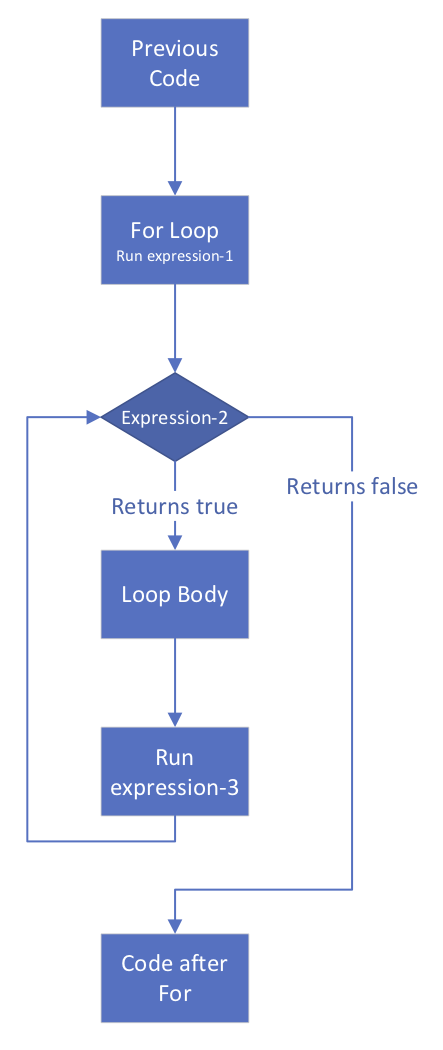 Previous
Code
For Loop
Run expression-1
Expression-2
Returns true
Returns false
Loop Body
Run
expression-3
Code after
For